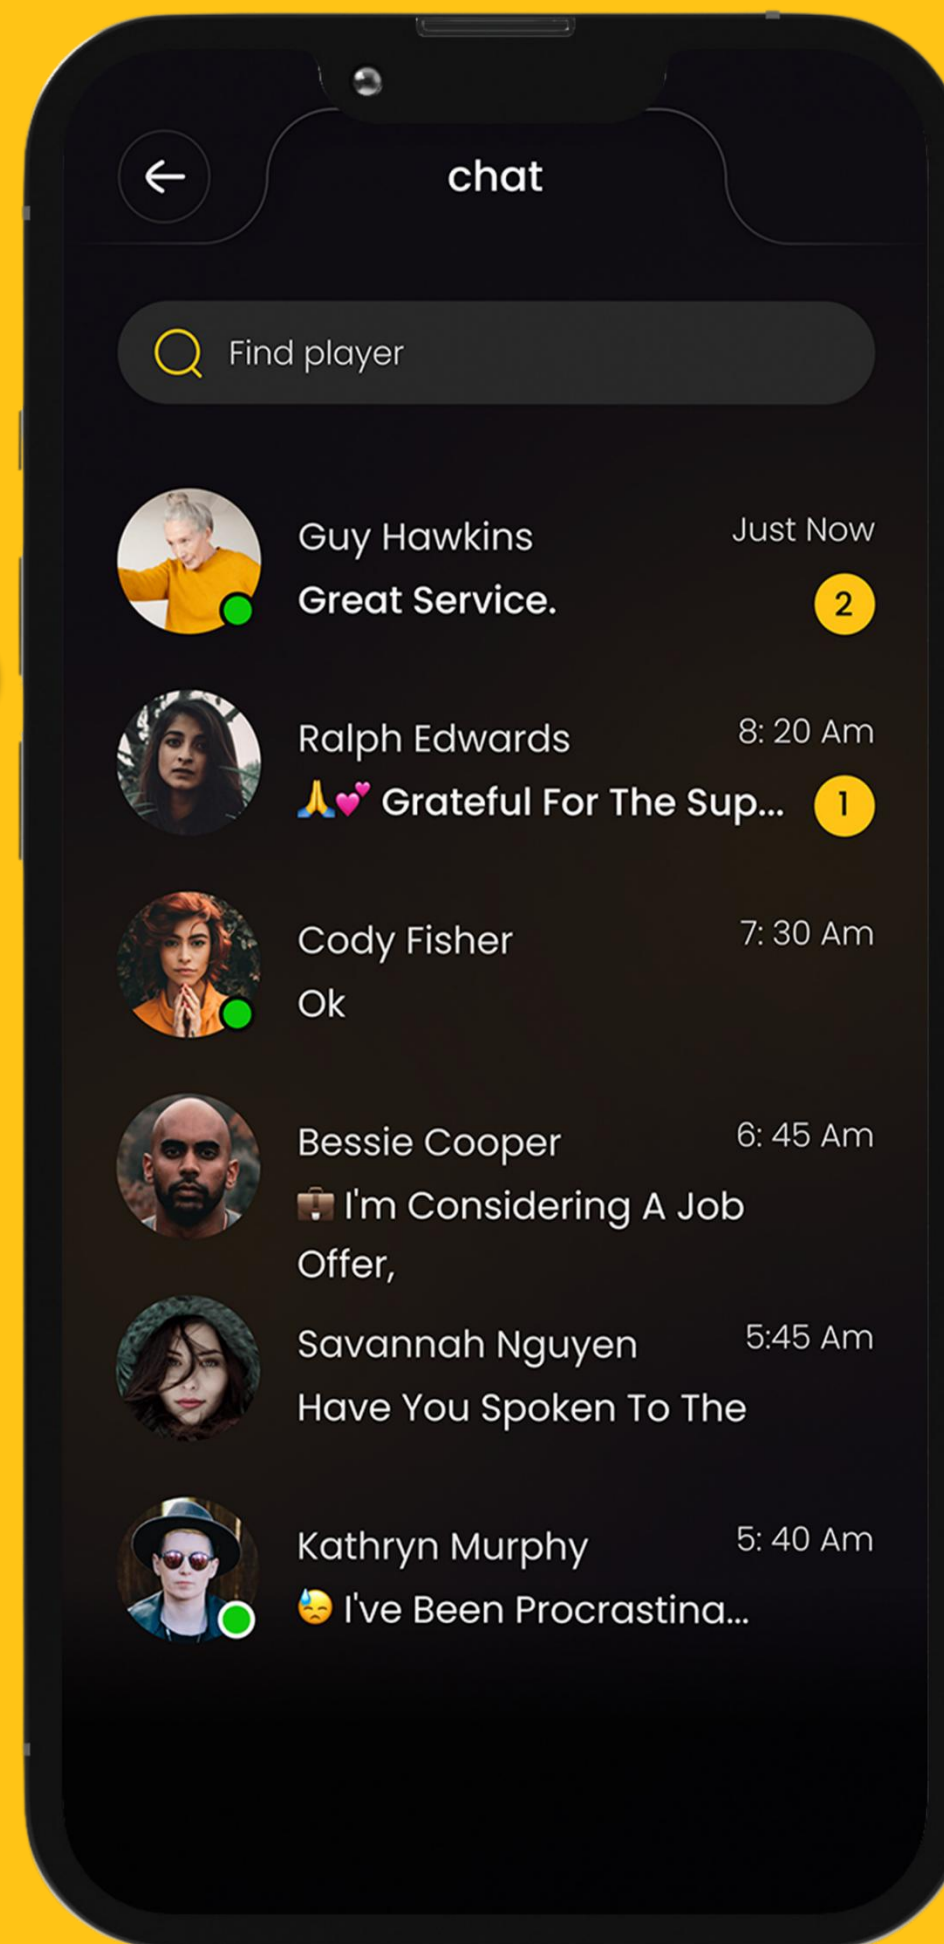 chat
Find player
Guy Hawkins
Just Now
Great Service.
2
Ralph Edwards
8: 20 Am
🙏💕 Grateful For The Sup...
1
Cody Fisher
7: 30 Am
Ok
Bessie Cooper
6: 45 Am
💼 I'm Considering A Job
Offer,
Savannah Nguyen
5:45 Am
Have You Spoken To The
Kathryn Murphy
5: 40 Am
😓 I've Been Procrastina...